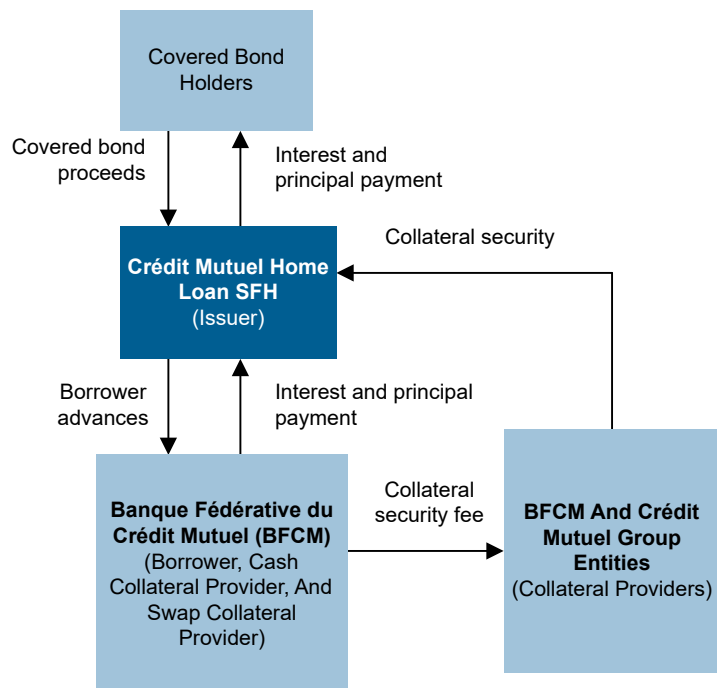 Covered Bond
Holders
Covered bond
proceeds
Interest and
principal payment
Crédit Mutuel Home
Loan SFH
(Issuer)
Collateral security
Borrower
advances
Interest and principal
payment
Banque Fédérative du
Crédit Mutuel (BFCM)
(Borrower, Cash
Collateral Provider, And
Swap Collateral
Provider)
Collateral
security fee
BFCM And Crédit
Mutuel Group
Entities
(Collateral Providers)